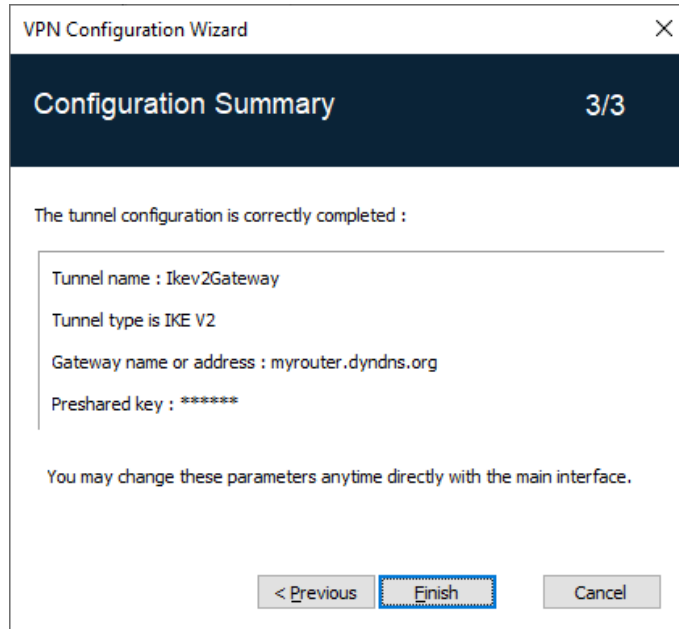 VPN Configuration Wizard
Configuration Summary 3/3
The tunnel configuration is correctly completed :
Tunnel name : Ikev2Gateway
Tunnel type is IKE V2
Gateway name or address : myrouter.dyndns.org
Preshared key : ******
You may change these parameters anytime directly with the main interface.
< Previous Finish Cancel